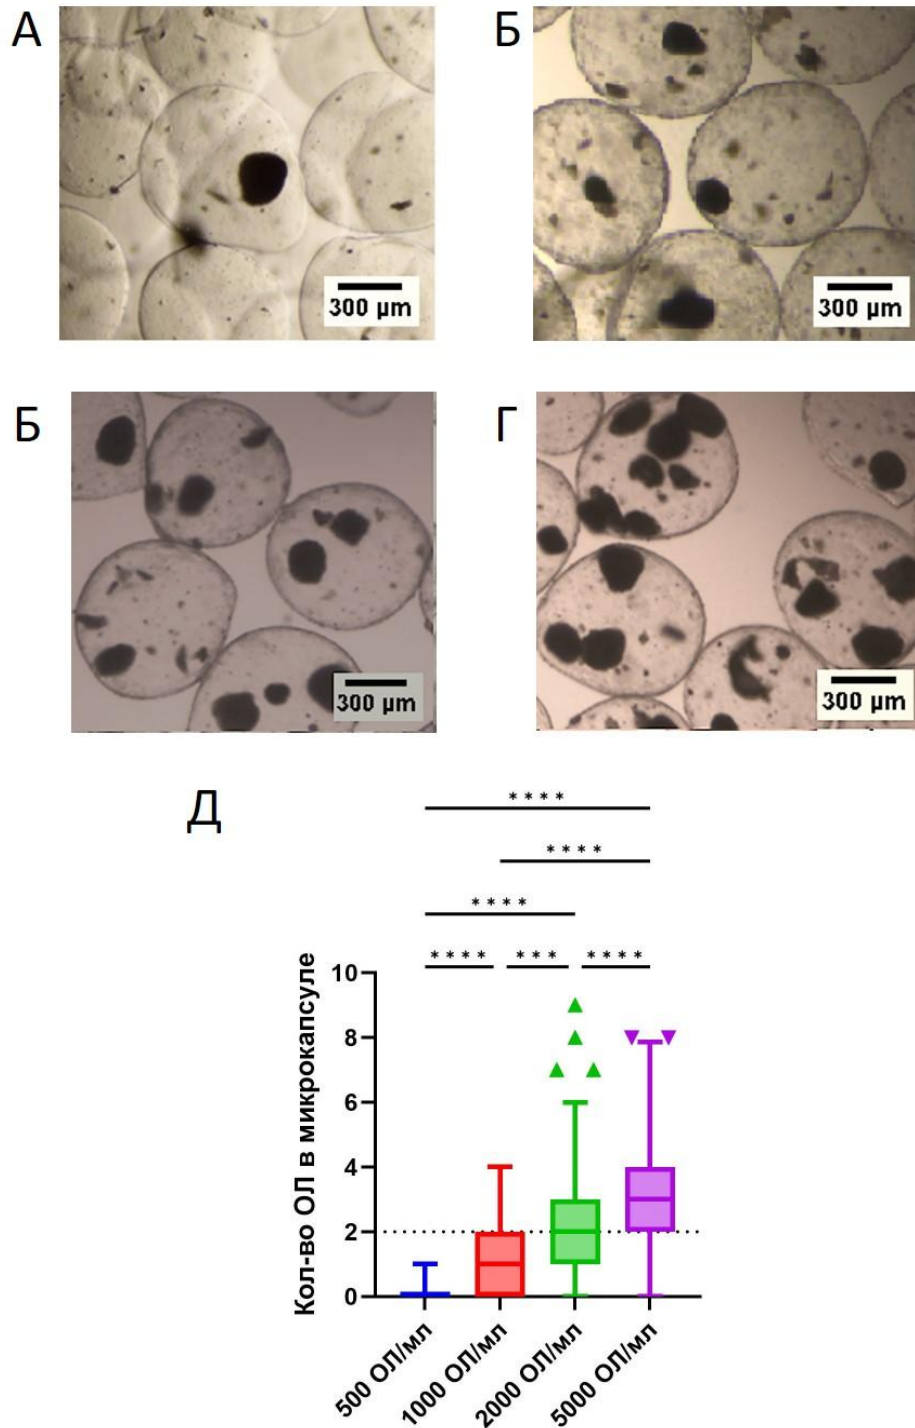 А
Б
300 µm
300 µm
Б
Г
300 µm
300 µm
Д
****
****
****
**** *** ****
Кол-во ОЛ в микрокапсуле
10
8
6
4
2
0
500 ОЛ/мл
1000 ОЛ/мл
2000 ОЛ/мл
5000 ОЛ/мл